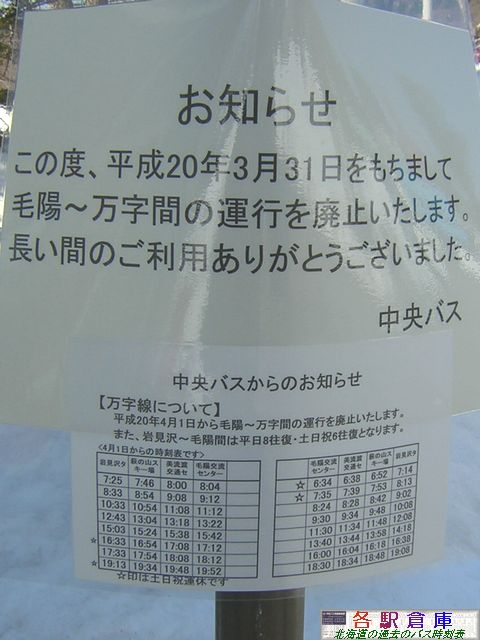 お知らせ
この度、平成20年3月31日をもちまして
毛陽～万字間の運行を廃止いたします。
長い間のご利用ありがとうございました。
中央バス
中央バスからのお知らせ
【万字線について】
平成20年4月1日から毛陽～万字間の運行を廃止いたします。
また、岩見沢～毛陽間は平日8往復・土日祝6往復となります。
<4月1日からの時刻表です>
岩見沢タ 萩の山スキー場 美流渡交通セ 毛陽交流センター
7:25 7:46 8:00 8:04
8:33 8:54 9:08 9:12
10:33 10:54 11:08 11:12
12:43 13:04 13:18 13:22
15:03 15:24 15:38 15:42
☆ 16:33 16:54 17:08 17:12
17:33 17:54 18:08 18:12
☆ 19:13 19:34 19:48 19:52
☆印は土日祝運休です
毛陽交流センター 美流渡交通セ 萩の山スキー場 岩見沢タ
☆ 6:34 6:38 6:52 7:14
☆ 7:35 7:39 7:53 8:13
8:24 8:28 8:42 9:02
9:30 9:34 9:48 10:08
11:30 11:34 11:48 12:08
13:40 13:44 13:58 14:18
16:00 16:04 16:18 16:38
18:30 18:34 18:48 19:08
各駅倉庫
北海道の過去のバス時刻表